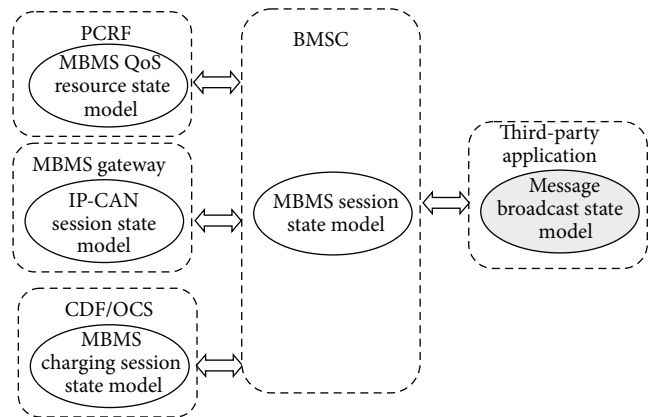 PCRF
MBMS QoS
resource state
model
MBMS gateway
IP-CAN
session state
model
CDF/OCS
MBMS
charging session
state model
BMSC
MBMS session
state model
Third-party
application
Message
broadcast state
model